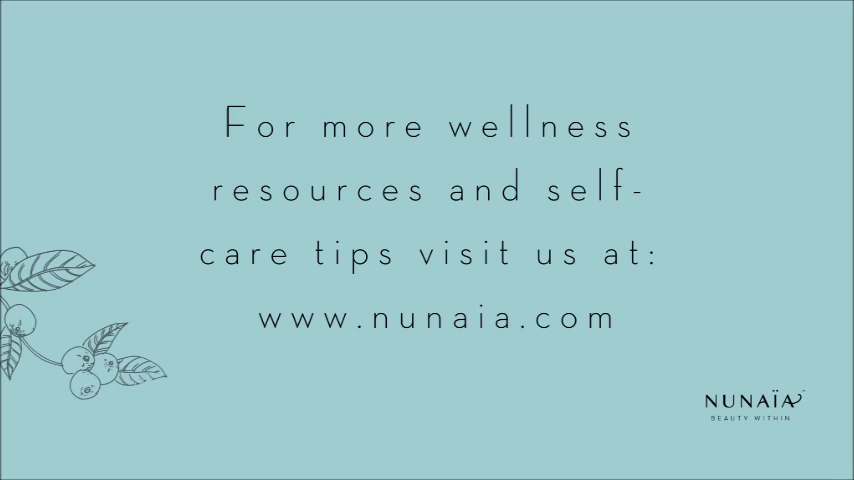 For more wellness
resources and self-
care tips visit us at:
www.nunaia.com
NUNAÏA
BEAUTY WITHIN